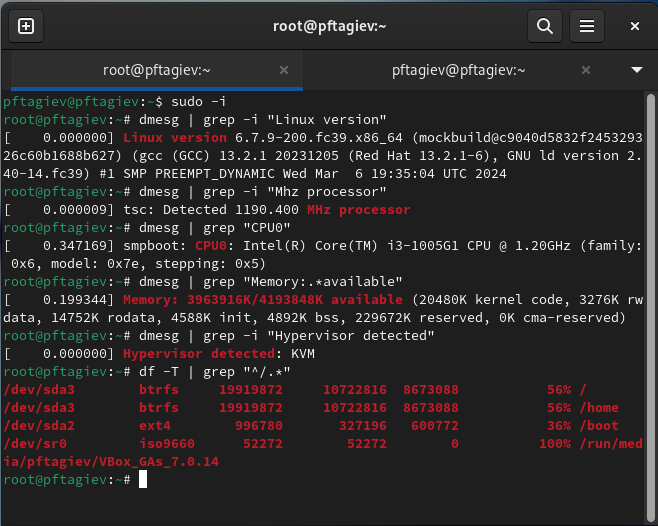 root@pftagiev:~
root@pftagiev:~
pftagiev@pftagiev:~
pftagiev@pftagiev:~$ sudo -i
root@pftagiev:~# dmesg | grep -i "Linux version"
[    0.000000] Linux version 6.7.9-200.fc39.x86_64 (mockbuild@c9040d5832f2453293
26c60b1688b627) (gcc (GCC) 13.2.1 20231205 (Red Hat 13.2.1-6), GNU ld version 2.
40-14.fc39) #1 SMP PREEMPT_DYNAMIC Wed Mar  6 19:35:04 UTC 2024
root@pftagiev:~# dmesg | grep -i "Mhz processor"
[    0.000009] tsc: Detected 1190.400 MHz processor
root@pftagiev:~# dmesg | grep "CPU0"
[    0.347169] smpboot: CPU0: Intel(R) Core(TM) i3-1005G1 CPU @ 1.20GHz (family:
 0x6, model: 0x7e, stepping: 0x5)
root@pftagiev:~# dmesg | grep "Memory:.*available"
[    0.199344] Memory: 3963916K/4193848K available (20480K kernel code, 3276K rw
data, 14752K rodata, 4588K init, 4892K bss, 229672K reserved, 0K cma-reserved)
root@pftagiev:~# dmesg | grep -i "Hypervisor detected"
[    0.000000] Hypervisor detected: KVM
root@pftagiev:~# df -T | grep "^/.*"
/dev/sda3      btrfs    19919872    10722816  8673088          56% /
/dev/sda3      btrfs    19919872    10722816  8673088          56% /home
/dev/sda2      ext4       996780      327196   600772          36% /boot
/dev/sr0       iso9660     52272       52272        0         100% /run/med
ia/pftagiev/VBox_GAs_7.0.14
root@pftagiev:~#